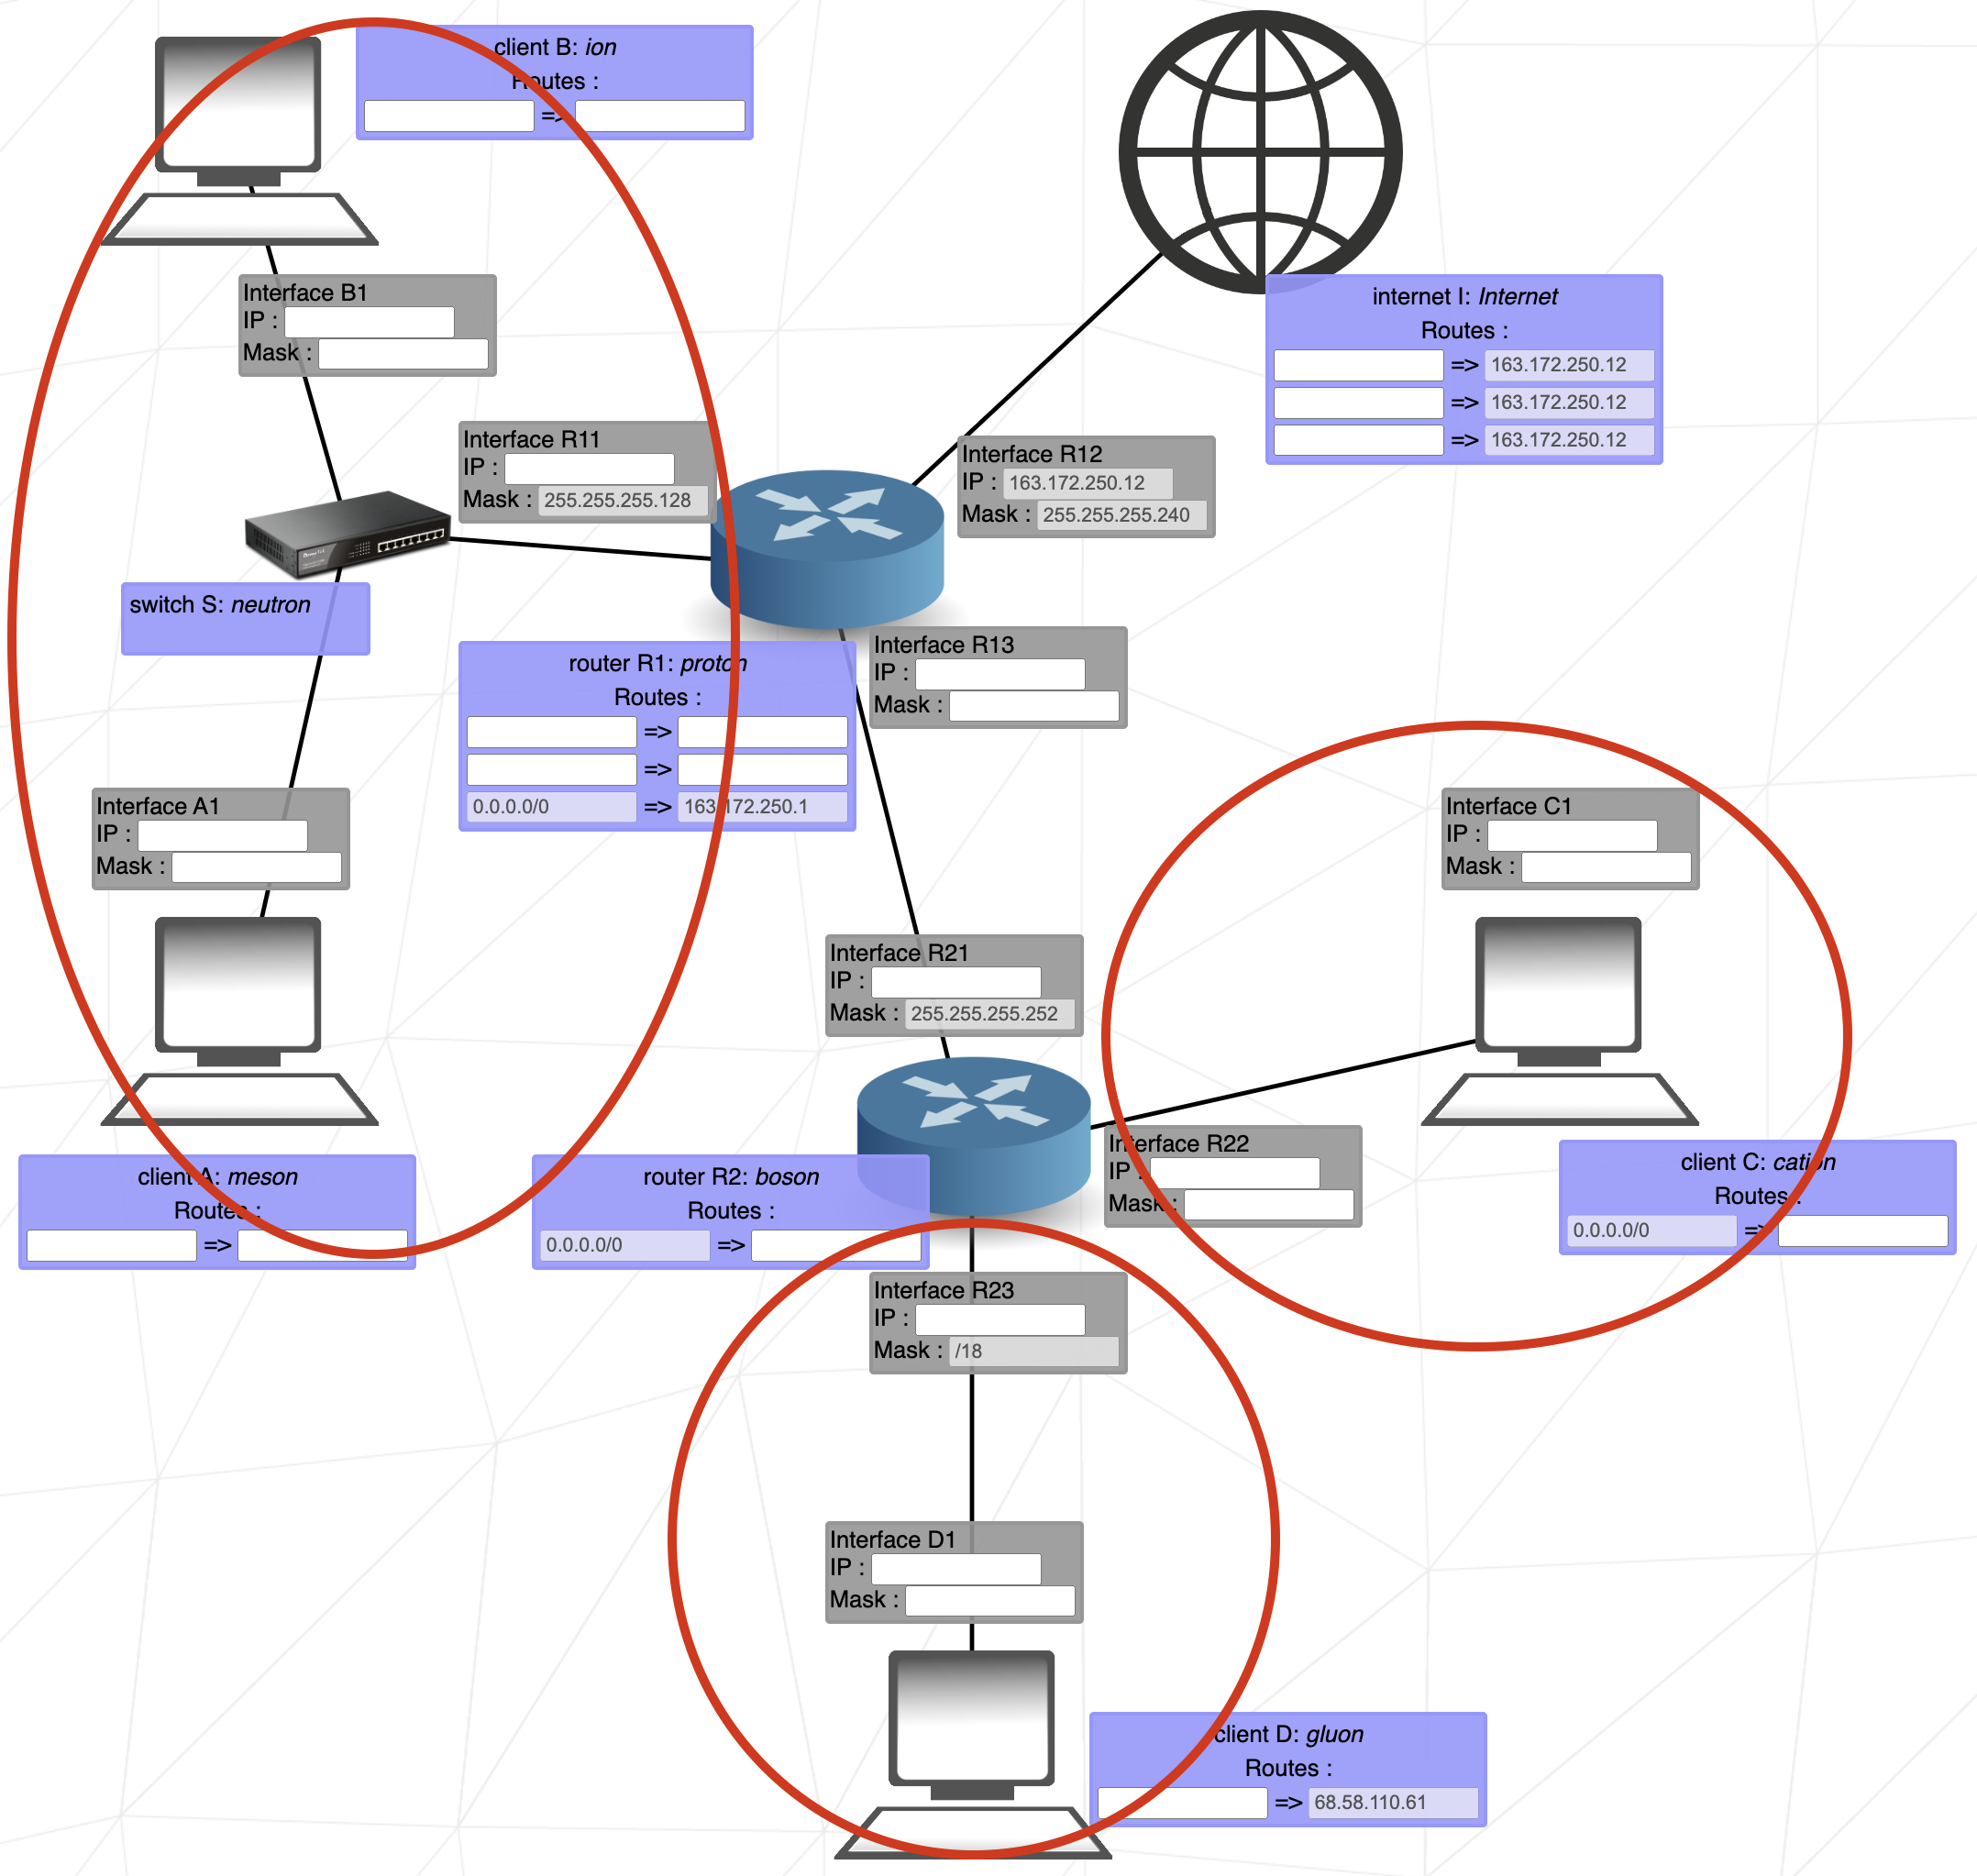 client B: ion
Routes :
=>
Interface B1
IP :
Mask :
internet I: Internet
Routes :
=> 163.172.250.12
=> 163.172.250.12
=> 163.172.250.12
Interface R11
IP :
Mask : 255.255.255.128
Interface R12
IP : 163.172.250.12
Mask : 255.255.255.240
switch S: neutron
router R1: proton
Routes :
=>
=>
0.0.0.0/0 => 163.172.250.1
Interface R13
IP :
Mask :
Interface A1
IP :
Mask :
Interface C1
IP :
Mask :
Interface R21
IP :
Mask : 255.255.255.252
client A: meson
Routes :
=>
router R2: boson
Routes :
0.0.0.0/0 =>
Interface R22
IP :
Mask :
client C: cation
Routes :
0.0.0.0/0 =>
Interface R23
IP :
Mask : /18
Interface D1
IP :
Mask :
client D: gluon
Routes :
=> 68.58.110.61